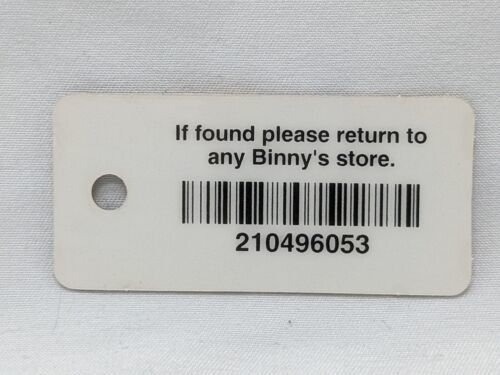 If found please return to
any Binny's store.
210496053